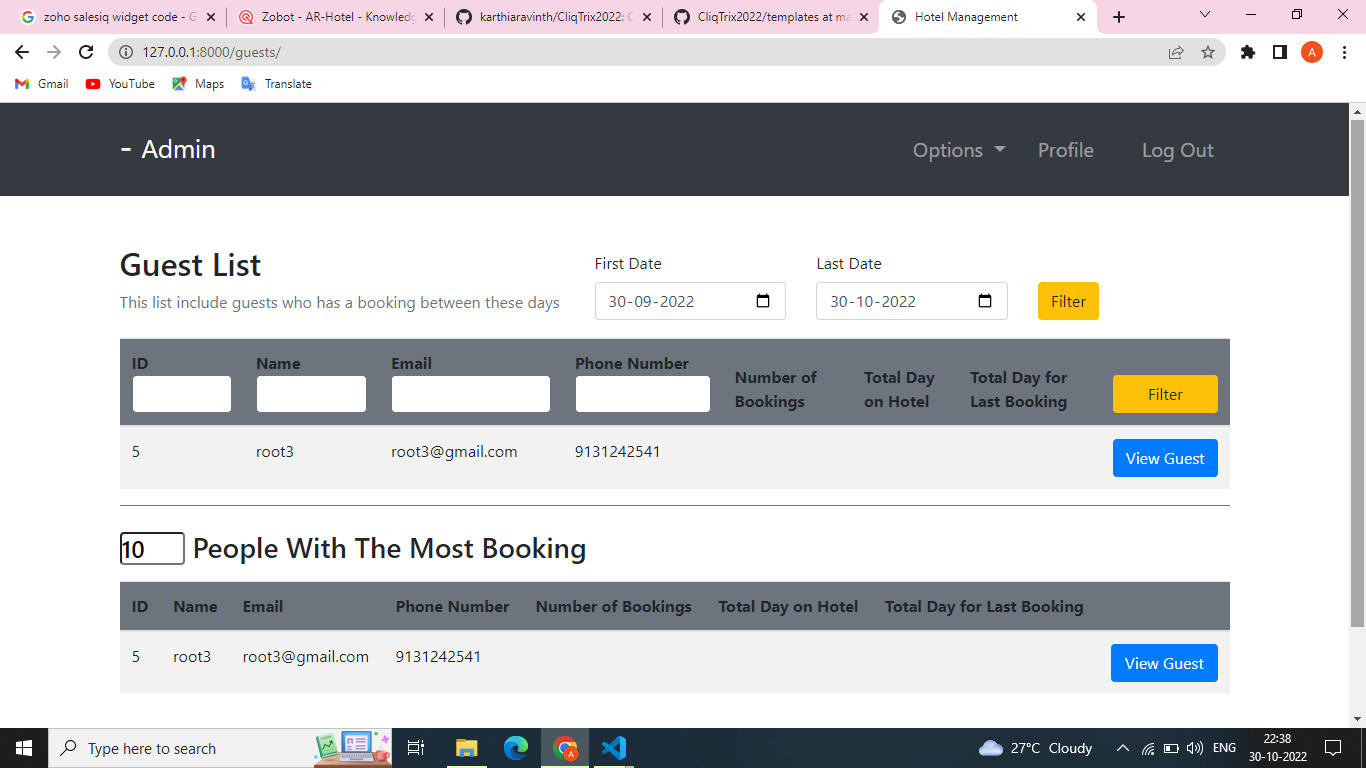 zoho salesiq widget code - G
Zobot - AR-Hotel - Knowledg
karthiaravinth/CliqTrix2022: C
CliqTrix2022/templates at ma
Hotel Management
127.0.0.1:8000/guests/
A
Gmail
YouTube
Maps
Translate
- Admin
Options
Profile
Log Out
Guest List
This list include guests who has a booking between these days
First Date
30-09-2022
Last Date
30-10-2022
Filter
ID
Name
Email
Phone Number
Number of
Bookings
Total Day
on Hotel
Total Day for
Last Booking
Filter
5
root3
root3@gmail.com
9131242541
View Guest
10 People With The Most Booking
ID
Name
Email
Phone Number
Number of Bookings
Total Day on Hotel
Total Day for Last Booking
5
root3
root3@gmail.com
9131242541
View Guest
Type here to search
27°C Cloudy
ENG
22:38
30-10-2022